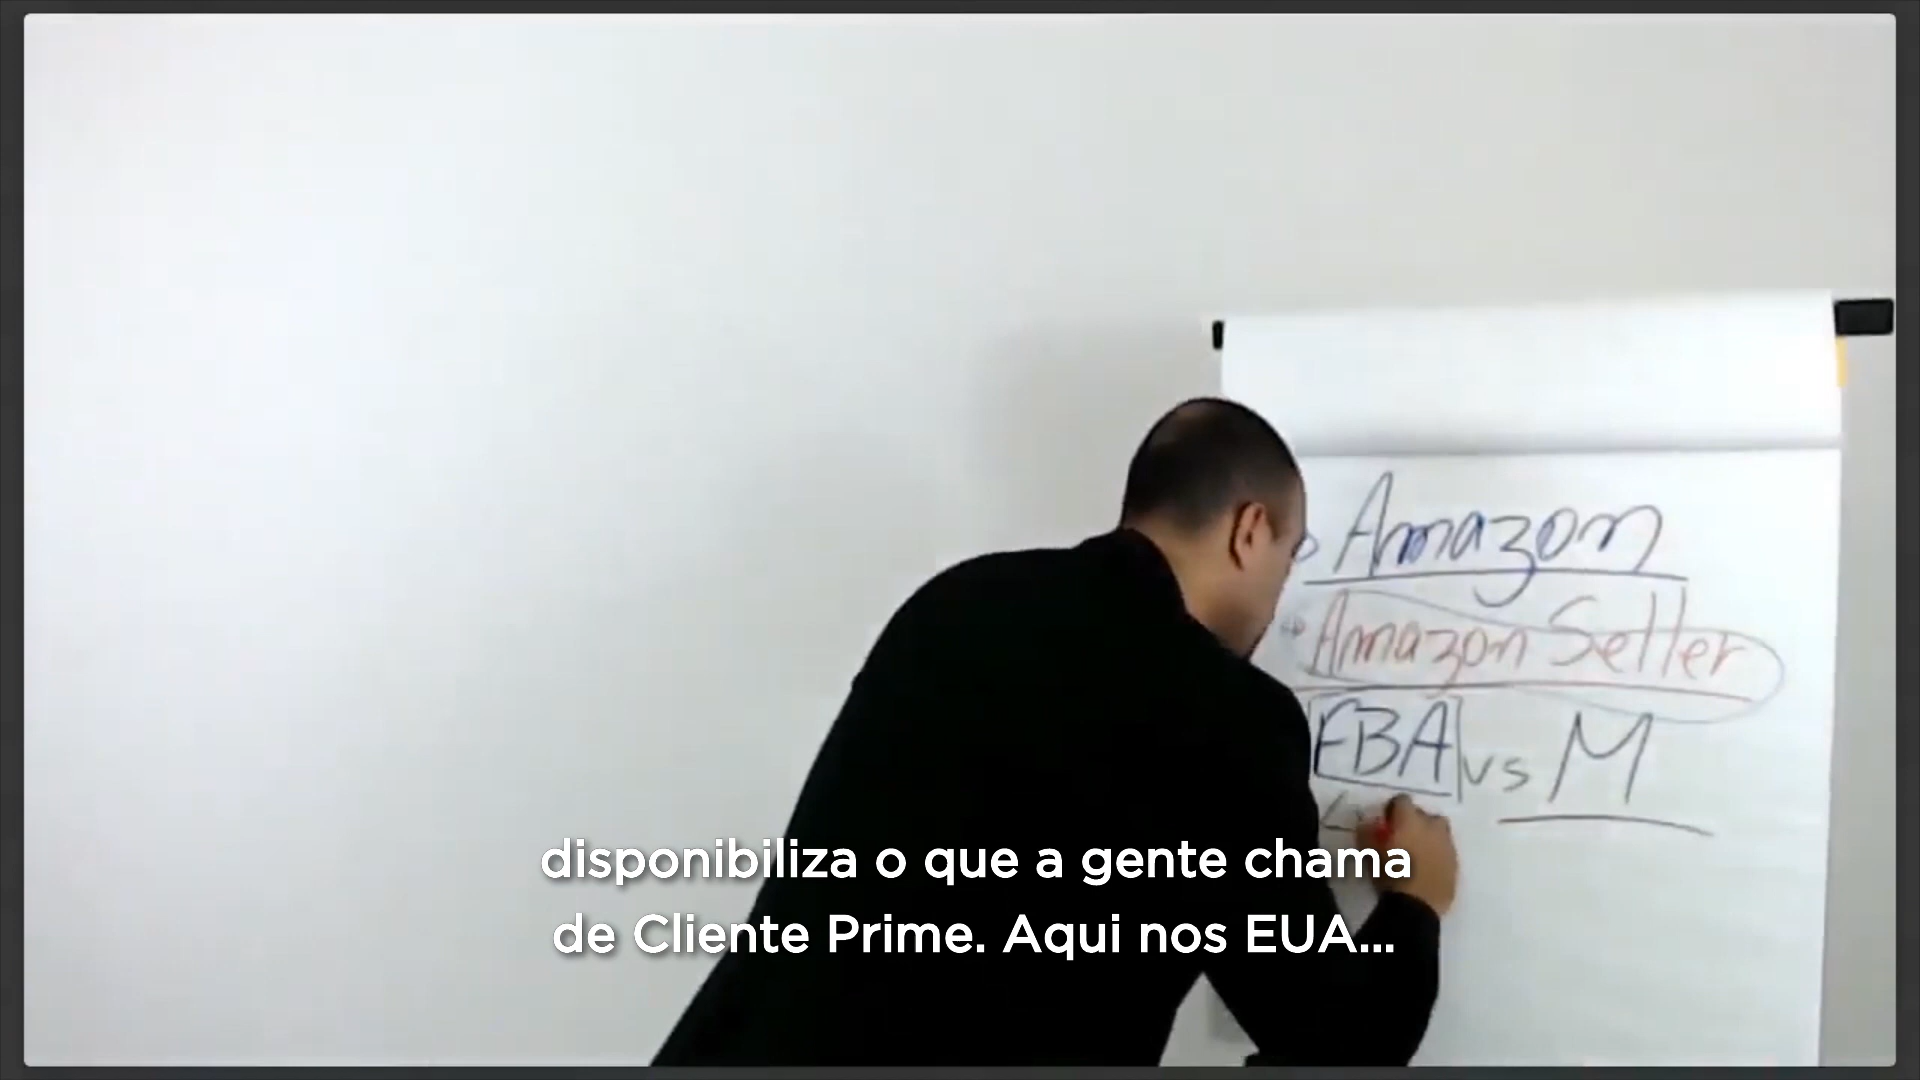 Amazon
Amazon Seller
FBA vs M
disponibiliza o que a gente chama
de Cliente Prime. Aqui nos EUA...